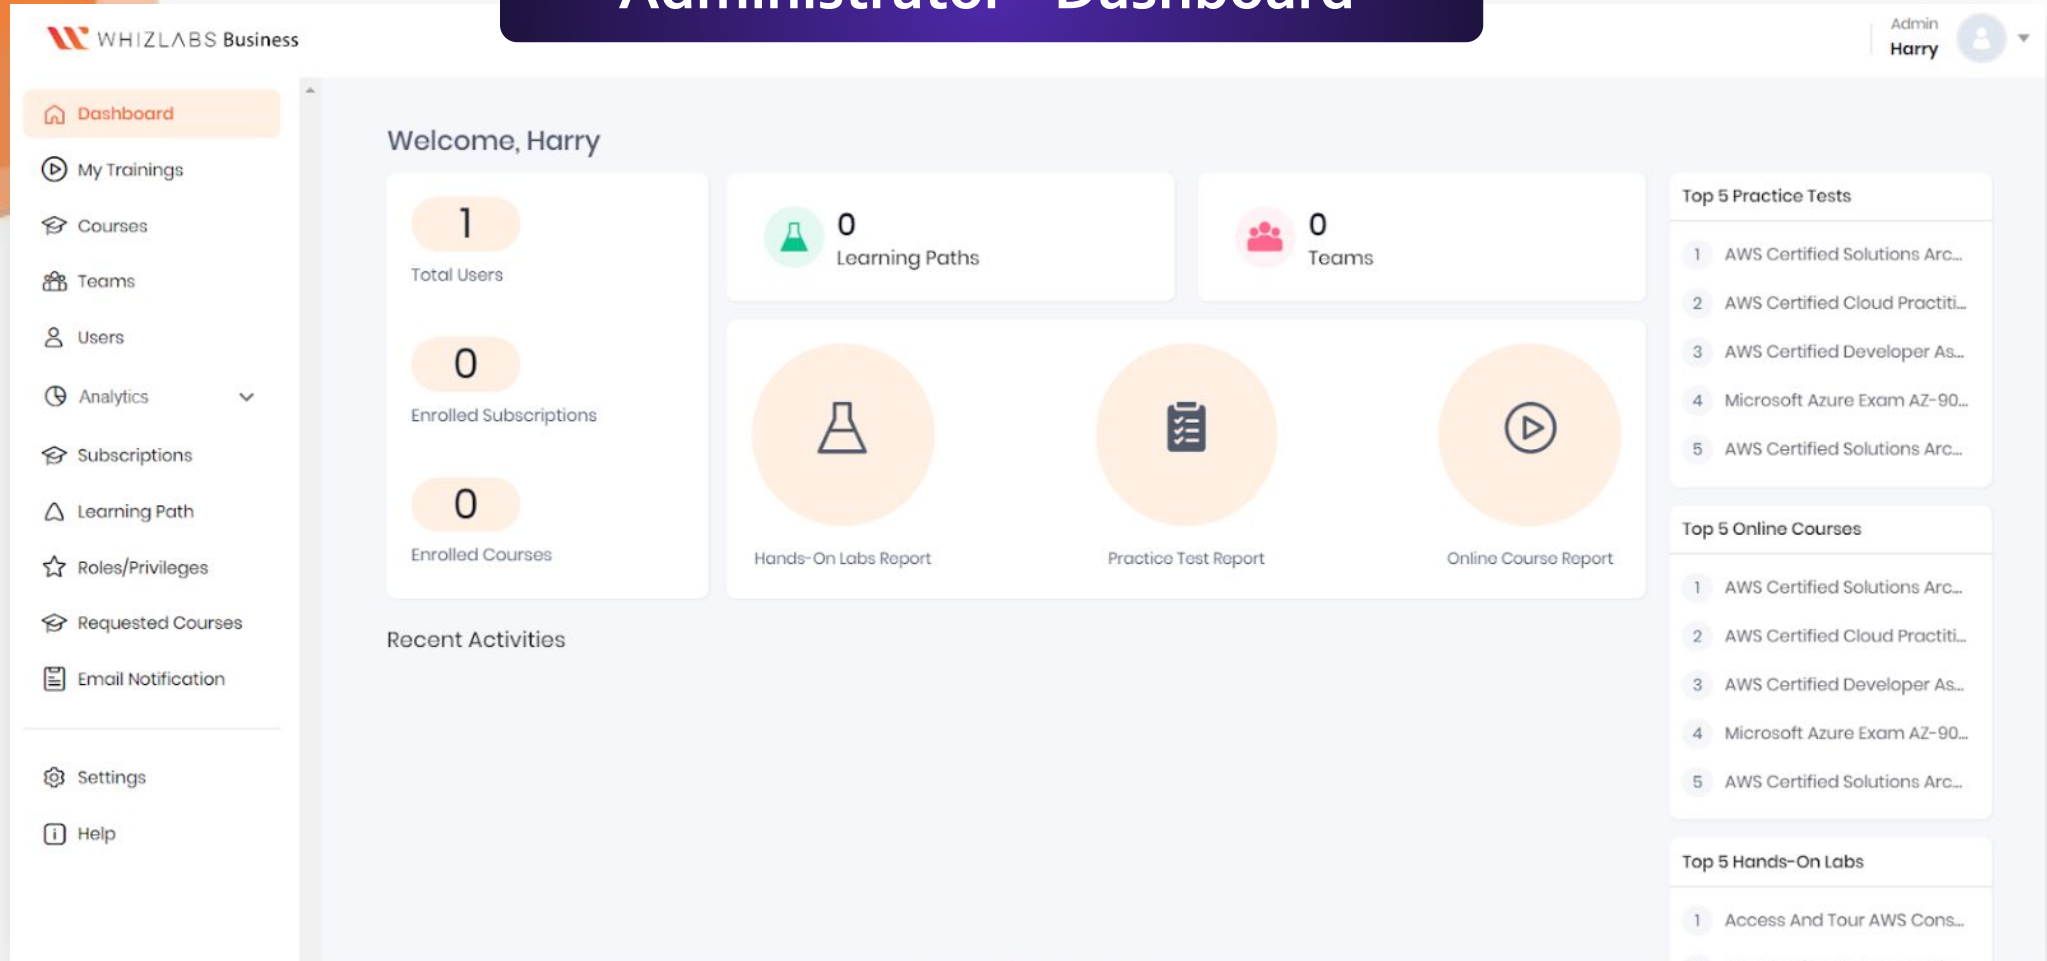 Administrator - Dashboard
WHIZLABS Business
Admin
Harry
Dashboard
My Trainings
Courses
Teams
Users
Analytics
Subscriptions
Learning Path
Roles/Privileges
Requested Courses
Email Notification
Settings
Help
Welcome, Harry
1
Total Users
0
Enrolled Subscriptions
0
Enrolled Courses
0
Learning Paths
0
Teams
Hands-On Labs Report
Practice Test Report
Online Course Report
Recent Activities
Top 5 Practice Tests
1 AWS Certified Solutions Arc...
2 AWS Certified Cloud Practiti...
3 AWS Certified Developer As...
4 Microsoft Azure Exam AZ-90...
5 AWS Certified Solutions Arc...
Top 5 Online Courses
1 AWS Certified Solutions Arc...
2 AWS Certified Cloud Practiti...
3 AWS Certified Developer As...
4 Microsoft Azure Exam AZ-90...
5 AWS Certified Solutions Arc...
Top 5 Hands-On Labs
1 Access And Tour AWS Cons...